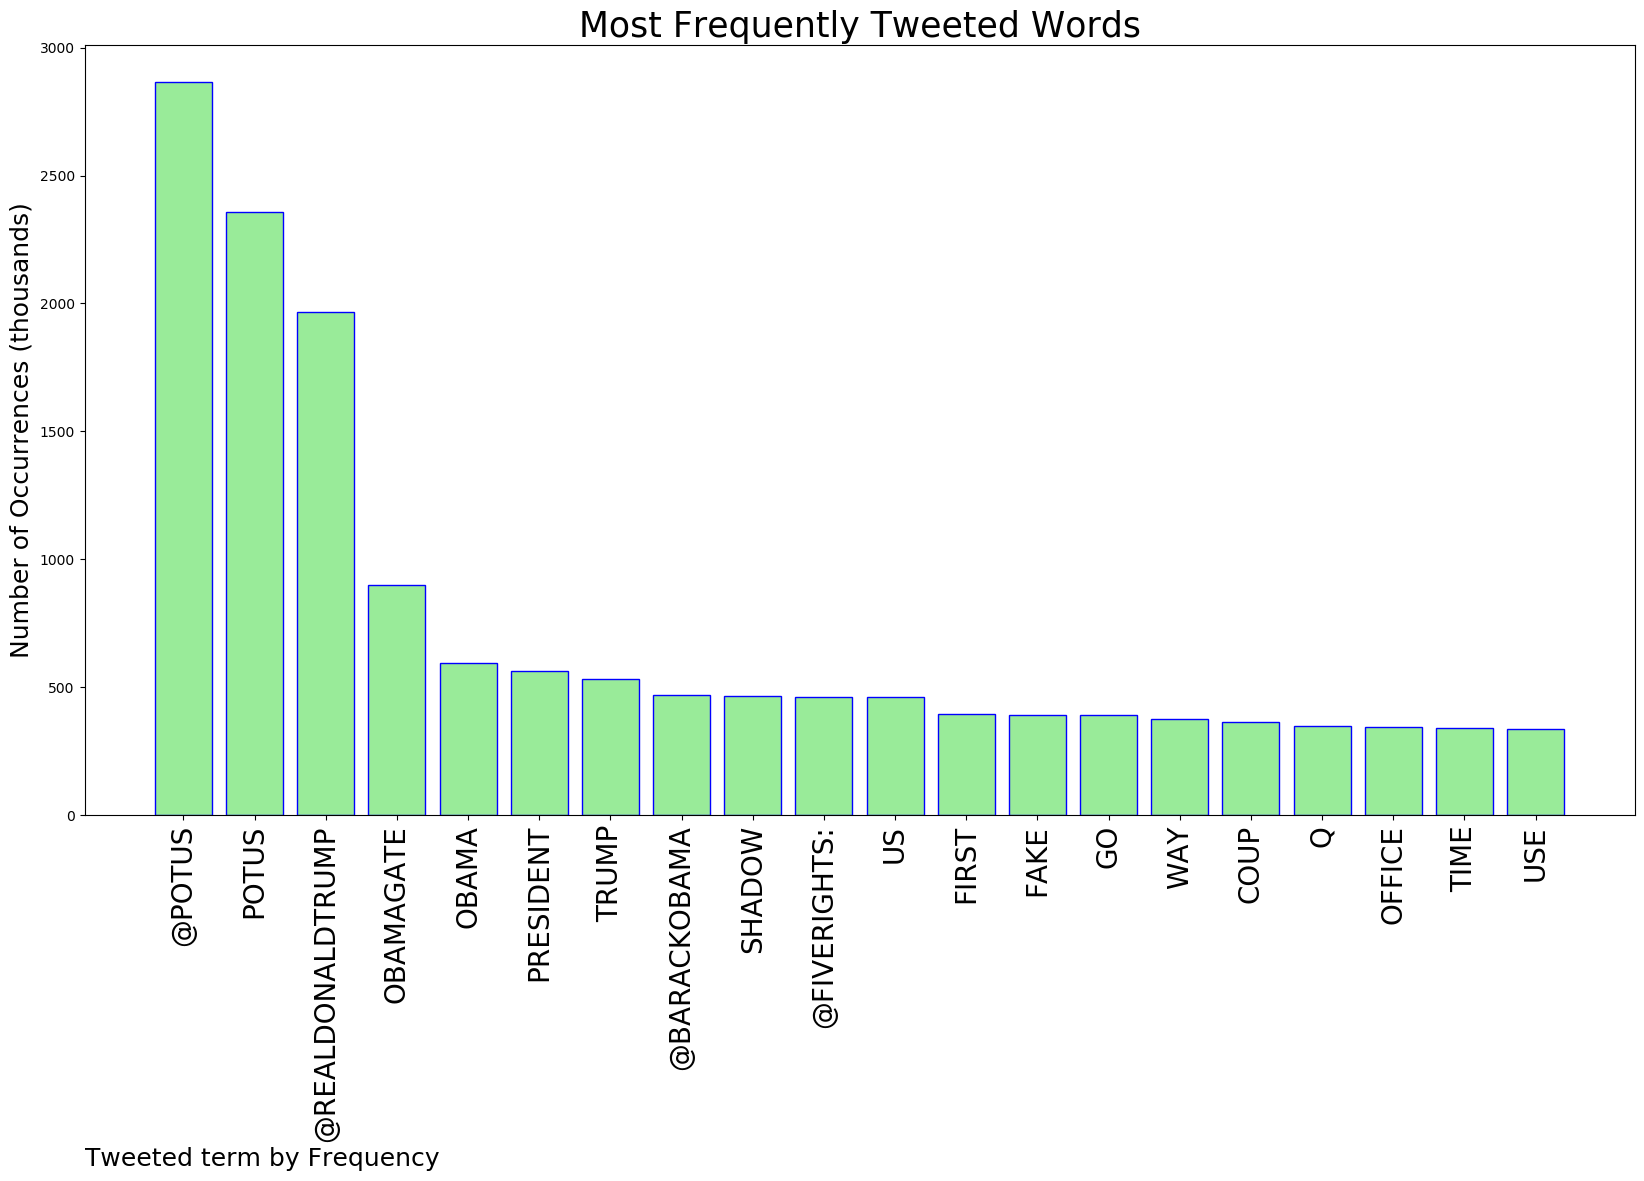 Most Frequently Tweeted Words
Number of Occurrences (thousands)
3000
2500
2000
1500
1000
500
0
@POTUS
POTUS
@REALDONALDTRUMP
OBAMAGATE
OBAMA
PRESIDENT
TRUMP
@BARACKOBAMA
SHADOW
@FIVERIGHTS:
US
FIRST
FAKE
GO
WAY
COUP
Q
OFFICE
TIME
USE
Tweeted term by Frequency